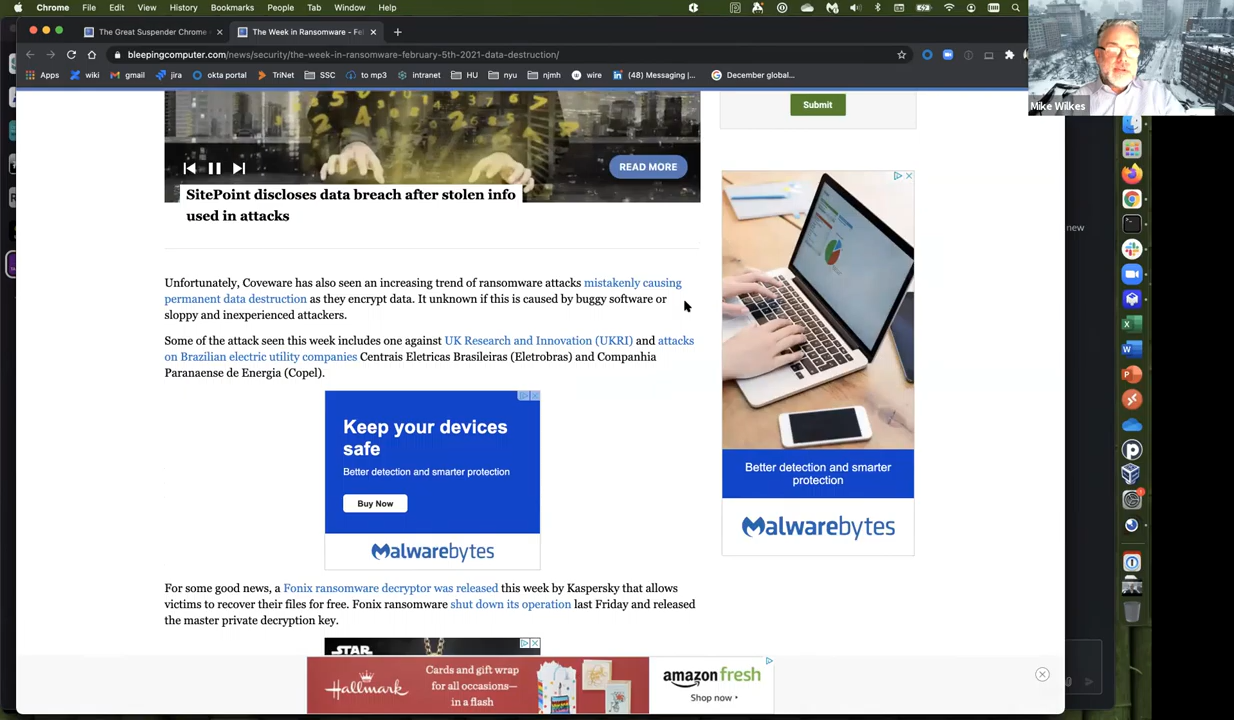 Chrome File Edit View History Bookmarks People Tab Window Help
The Great Suspender Chrome
The Week in Ransomware - Fe
bleepingcomputer.com/news/security/the-week-in-ransomware-february-5th-2021-data-destruction/
Apps wiki gmail jira okta portal TriNet SSC to mp3 intranet HU nyu njmh wire (48) Messaging |... December global...
Mike Wilkes
Submit
READ MORE
SitePoint discloses data breach after stolen info
used in attacks
new
Unfortunately, Coveware has also seen an increasing trend of ransomware attacks mistakenly causing
permanent data destruction as they encrypt data. It unknown if this is caused by buggy software or
sloppy and inexperienced attackers.
Some of the attack seen this week includes one against UK Research and Innovation (UKRI) and attacks
on Brazilian electric utility companies Centrais Eletricas Brasileiras (Eletrobras) and Companhia
Paranaense de Energia (Copel).
Keep your devices
safe
Better detection and smarter protection
Buy Now
Malwarebytes
Better detection and smarter
protection
Malwarebytes
For some good news, a Fonix ransomware decryptor was released this week by Kaspersky that allows
victims to recover their files for free. Fonix ransomware shut down its operation last Friday and released
the master private decryption key.
STAR
Hallmark
Cards and gift wrap
for all occasions—
in a flash
amazon fresh
Shop now